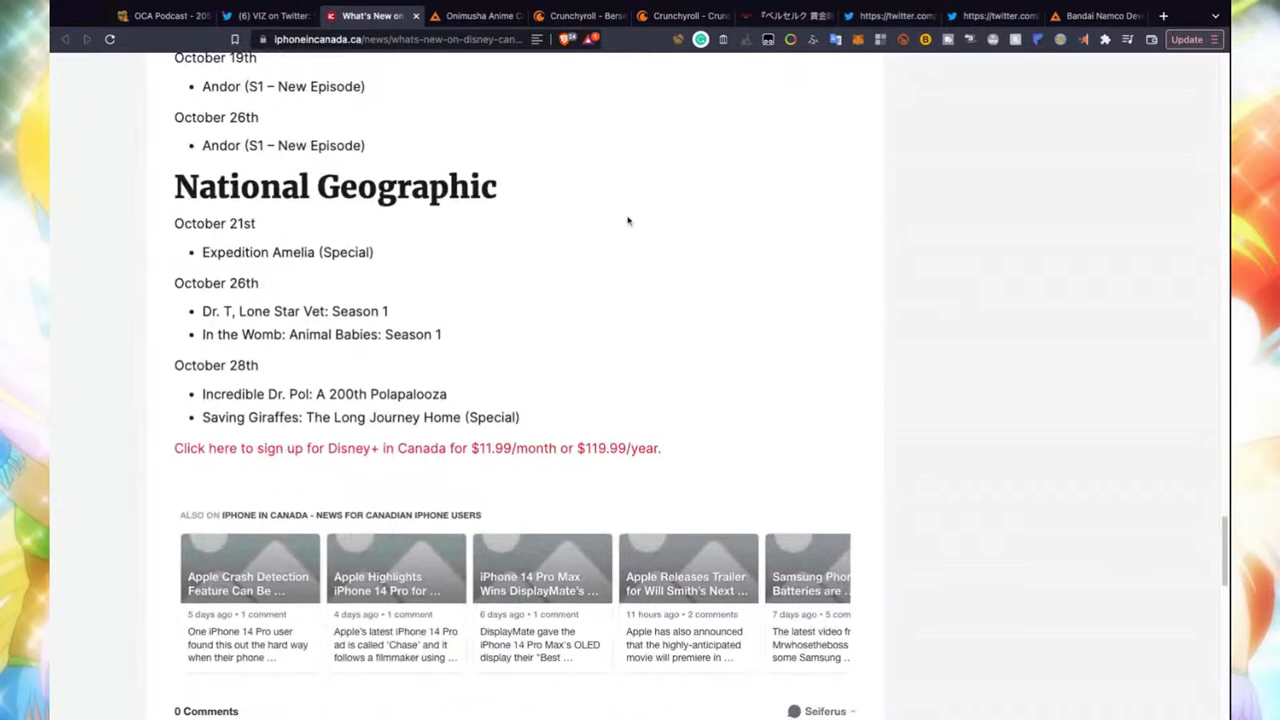 OCA Podcast - 205
(6) VIZ on Twitter:
What's New on
Onimusha Anime C
Crunchyroll - Bers
Crunchyroll - Crun
『ベルセルク 黄金
https://twitter.com/
https://twitter.com/
Bandai Namco Dev
iphoneincanada.ca/news/whats-new-on-disney-can...
Update
October 19th
• Andor (S1 – New Episode)
October 26th
• Andor (S1 – New Episode)
National Geographic
October 21st
• Expedition Amelia (Special)
October 26th
• Dr. T, Lone Star Vet: Season 1
• In the Womb: Animal Babies: Season 1
October 28th
• Incredible Dr. Pol: A 200th Polapalooza
• Saving Giraffes: The Long Journey Home (Special)
Click here to sign up for Disney+ in Canada for $11.99/month or $119.99/year.
ALSO ON IPHONE IN CANADA - NEWS FOR CANADIAN IPHONE USERS
Apple Crash Detection
Feature Can Be ...
5 days ago • 1 comment
One iPhone 14 Pro user
found this out the hard way
when their phone ...
Apple Highlights
iPhone 14 Pro for ...
4 days ago • 1 comment
Apple's latest iPhone 14 Pro
ad is called 'Chase' and it
follows a filmmaker using ...
iPhone 14 Pro Max
Wins DisplayMate's ...
6 days ago • 1 comment
DisplayMate gave the
iPhone 14 Pro Max's OLED
display their "Best ...
Apple Releases Trailer
for Will Smith's Next ...
11 hours ago • 2 comments
Apple has also announced
that the highly-anticipated
movie will premiere in ...
Samsung Phon
Batteries are ...
7 days ago • 5 com
The latest video fr
Mrwhosetheboss
some Samsung ...
0 Comments
Seiferus